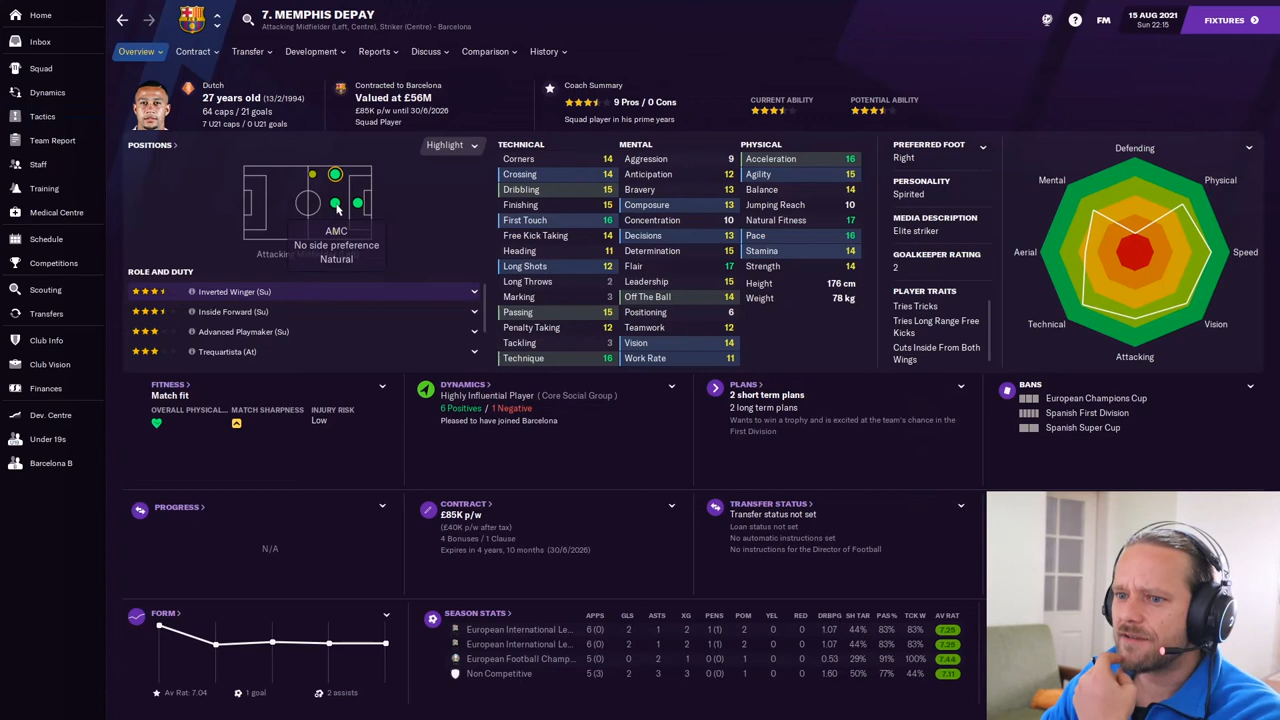 Home
Inbox
Squad
Dynamics
Tactics
Team Report
Staff
Training
Medical Centre
Schedule
Competitions
Scouting
Transfers
Club Info
Club Vision
Finances
Dev. Centre
Under 19s
Barcelona B
7. MEMPHIS DEPAY
Attacking Midfielder (Left, Centre), Striker (Centre) - Barcelona
FM
15 AUG 2021
Sun 22:15
FIXTURES
Overview Contract Transfer Development Reports Discuss Comparison History
Dutch
27 years old (13/2/1994)
64 caps / 21 goals
7 U21 caps / 0 U21 goals
Contracted to Barcelona
Valued at £56M
£85K p/w until 30/6/2026
Squad Player
Coach Summary
9 Pros / 0 Cons
Squad player in his prime years
CURRENT ABILITY
POTENTIAL ABILITY
POSITIONS
Highlight
AMC
No side preference
Natural
Attacking Mi
ROLE AND DUTY
Inverted Winger (Su)
Inside Forward (Su)
Advanced Playmaker (Su)
Trequartista (At)
TECHNICAL
Corners 14
Crossing 14
Dribbling 15
Finishing 15
First Touch 16
Free Kick Taking 14
Heading 11
Long Shots 12
Long Throws 2
Marking 3
Passing 15
Penalty Taking 12
Tackling 3
Technique 16
MENTAL
Aggression 9
Anticipation 12
Bravery 13
Composure 13
Concentration 10
Decisions 13
Determination 15
Flair 17
Leadership 15
Off The Ball 14
Positioning 6
Teamwork 12
Vision 14
Work Rate 11
PHYSICAL
Acceleration 16
Agility 15
Balance 14
Jumping Reach 10
Natural Fitness 17
Pace 16
Stamina 14
Strength 14
Height 176 cm
Weight 78 kg
PREFERRED FOOT
Right
PERSONALITY
Spirited
MEDIA DESCRIPTION
Elite striker
GOALKEEPER RATING
2
PLAYER TRAITS
Tries Tricks
Tries Long Range Free
Kicks
Cuts Inside From Both
Wings
Defending
Physical
Speed
Vision
Attacking
Technical
Aerial
Mental
FITNESS
Match fit
OVERALL PHYSICAL... MATCH SHARPNESS INJURY RISK
Low
DYNAMICS
Highly Influential Player ( Core Social Group )
6 Positives / 1 Negative
Pleased to have joined Barcelona
PLANS
2 short term plans
2 long term plans
Wants to win a trophy and is excited at the team's chance in the
First Division
BANS
European Champions Cup
Spanish First Division
Spanish Super Cup
PROGRESS
N/A
CONTRACT
£85K p/w
(£40K p/w after tax)
4 Bonuses / 1 Clause
Expires in 4 years, 10 months (30/6/2026)
TRANSFER STATUS
Transfer status not set
Loan status not set
No automatic instructions set
No instructions for the Director of Football
FORM
Av Rat: 7.04 1 goal 2 assists
SEASON STATS APPS GLS ASTS XG PENS POM YEL RED DRBPG SH TAR PAS % TCK W AV RAT
European International Le... 6 (0) 2 1 2 1 (1) 2 0 0 1.07 44% 83% 83% 7.25
European International Le... 6 (0) 2 1 2 1 (1) 2 0 0 1.07 44% 83% 83% 7.25
European Football Champ... 5 (0) 0 2 1 0 (0) 2 0 0 0.53 29% 91% 100% 7.44
Non Competitive 5 (3) 2 3 3 0 (0) 1 0 0 1.60 50% 77% 44% 7.11